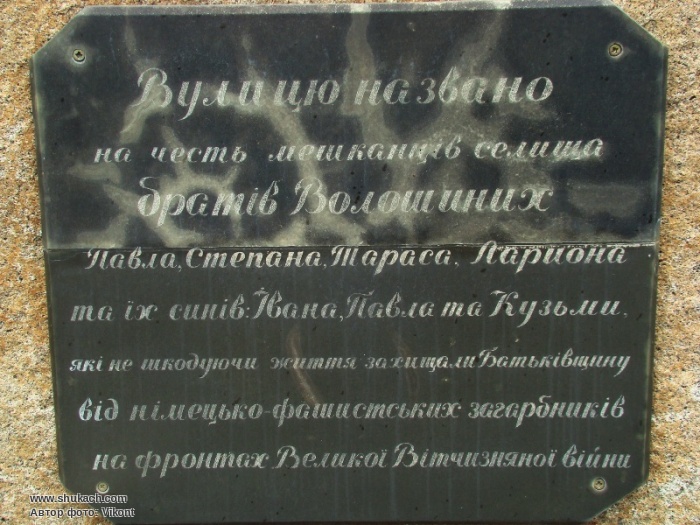 Вулицю названо
на честь мешканців селища
братів Волошиних
Павла, Степана, Тараса, Лариона
та їх синів: Івана, Павла та Кузьми,
які не шкодуючи життя захищали Батьківщину
від німецько-фашистських загарбників
на фронтах Великої Вітчизняної війни
www.shukach.com
Автор фото: Vikont